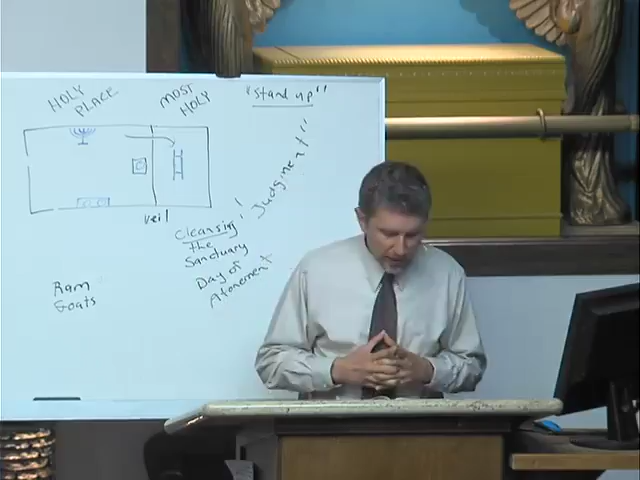 HOLY
PLACE
MOST
HOLY
"Stand up"
Judgment"
veil
Cleansing"
the
Sanctuary
Day of
Atonement
Ram
Goats